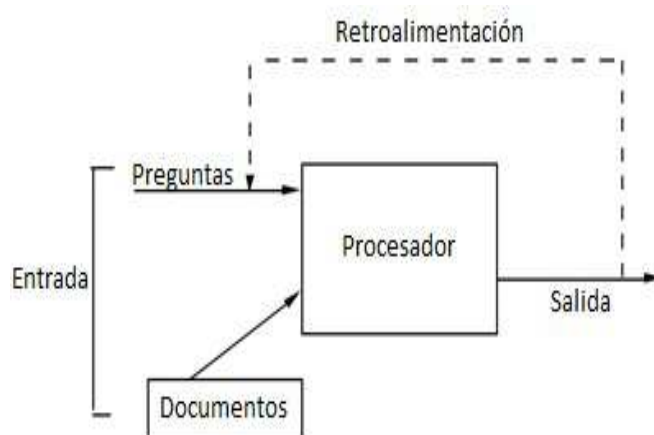 Retroalimentación
Preguntas
Procesador
Entrada
Salida
Documentos